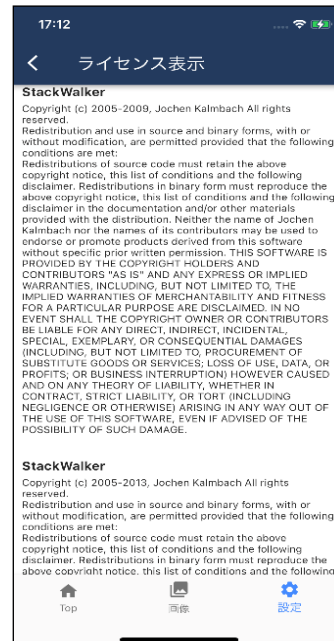 17:12
ライセンス表示
StackWalker
Copyright (c) 2005-2009, Jochen Kalmbach All rights
reserved.
Redistribution and use in source and binary forms, with or
without modification, are permitted provided that the following
conditions are met:
Redistributions of source code must retain the above
copyright notice, this list of conditions and the following
disclaimer. Redistributions in binary form must reproduce the
above copyright notice, this list of conditions and the following
disclaimer in the documentation and/or other materials
provided with the distribution. Neither the name of Jochen
Kalmbach nor the names of its contributors may be used to
endorse or promote products derived from this software
without specific prior written permission. THIS SOFTWARE IS
PROVIDED BY THE COPYRIGHT HOLDERS AND
CONTRIBUTORS "AS IS" AND ANY EXPRESS OR IMPLIED
WARRANTIES, INCLUDING, BUT NOT LIMITED TO, THE
IMPLIED WARRANTIES OF MERCHANTABILITY AND FITNESS
FOR A PARTICULAR PURPOSE ARE DISCLAIMED. IN NO
EVENT SHALL THE COPYRIGHT OWNER OR CONTRIBUTORS
BE LIABLE FOR ANY DIRECT, INDIRECT, INCIDENTAL,
SPECIAL, EXEMPLARY, OR CONSEQUENTIAL DAMAGES
(INCLUDING, BUT NOT LIMITED TO, PROCUREMENT OF
SUBSTITUTE GOODS OR SERVICES; LOSS OF USE, DATA, OR
PROFITS; OR BUSINESS INTERRUPTION) HOWEVER CAUSED
AND ON ANY THEORY OF LIABILITY, WHETHER IN
CONTRACT, STRICT LIABILITY, OR TORT (INCLUDING
NEGLIGENCE OR OTHERWISE) ARISING IN ANY WAY OUT OF
THE USE OF THIS SOFTWARE, EVEN IF ADVISED OF THE
POSSIBILITY OF SUCH DAMAGE.
StackWalker
Copyright (c) 2005-2013, Jochen Kalmbach All rights
reserved.
Redistribution and use in source and binary forms, with or
without modification, are permitted provided that the following
conditions are met:
Redistributions of source code must retain the above
copyright notice, this list of conditions and the following
disclaimer. Redistributions in binary form must reproduce the
above copyright notice, this list of conditions and the following
Top
画像
設定